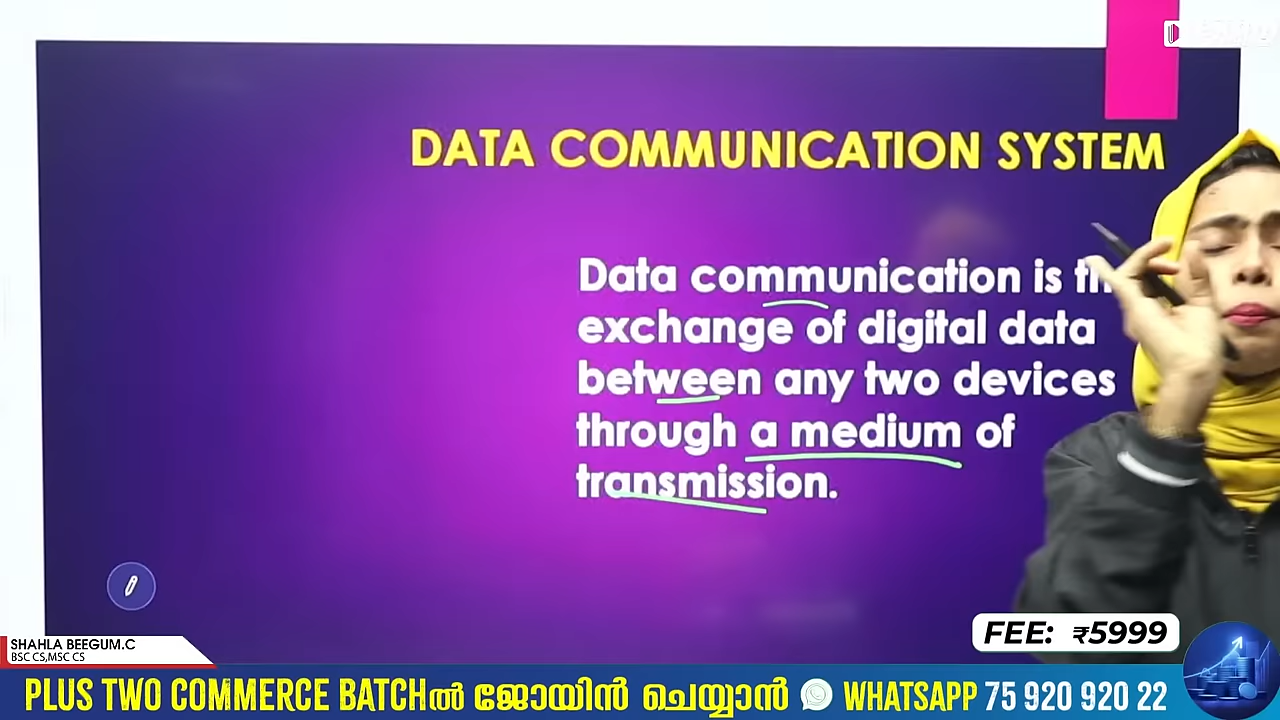 DATA COMMUNICATION SYSTEM
Data communication is
exchange of digital data
between any two devices
through a medium of
transmission.
FEE: ₹5999
SHAHLA BEEGUM.C
BSC CS,MSC CS
PLUS TWO COMMERCE BATCHൽ ജോയിൻ ചെയ്യാൻ WHATSAPP 75 920 920 22